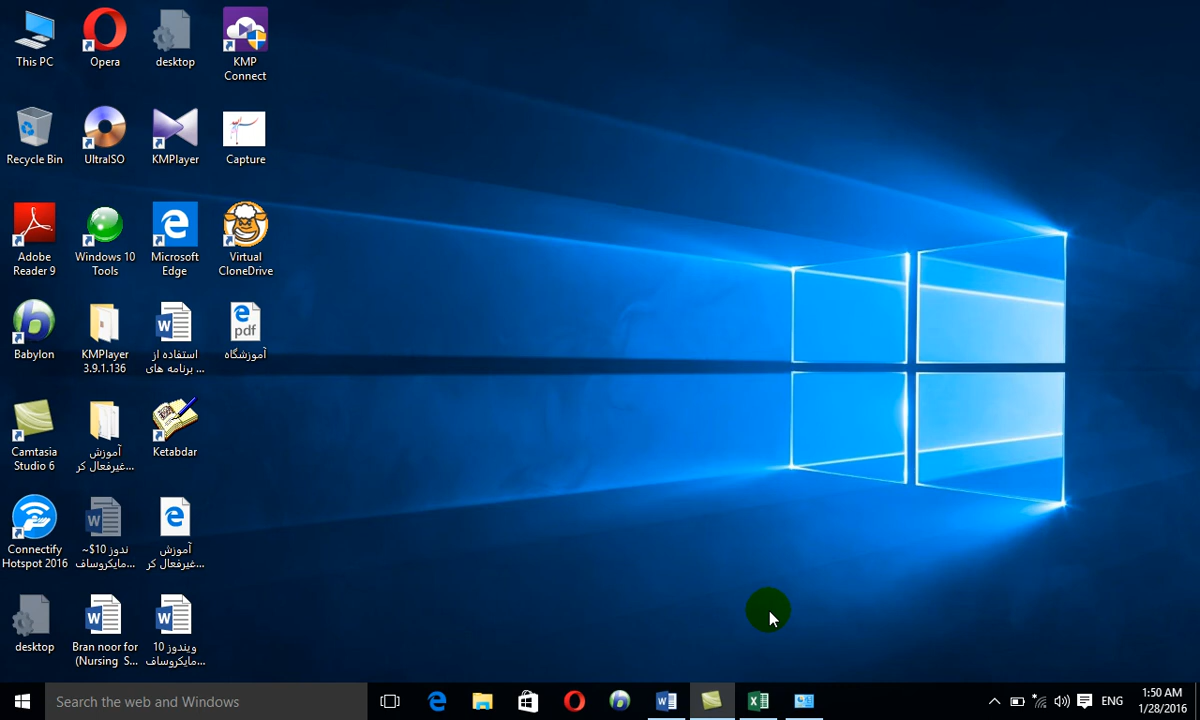 This PC
Opera
desktop
KMP
Connect
Recycle Bin
UltraISO
KMPlayer
Capture
Adobe
Reader 9
Windows 10
Tools
Microsoft
Edge
Virtual
CloneDrive
Babylon
KMPlayer
3.9.1.136
استفاده از
برنامه های ...
pdf
آموزشگاه
Camtasia
Studio 6
آموزش
غیرفعال کر...
Ketabdar
Connectify
Hotspot 2016
~$ندوز 10
مایکروساف...
آموزش
غیرفعال کر...
desktop
Bran noor for
(Nursing S...
ویندوز 10
مایکروساف...
Search the web and Windows
ENG
1:50 AM
1/28/2016